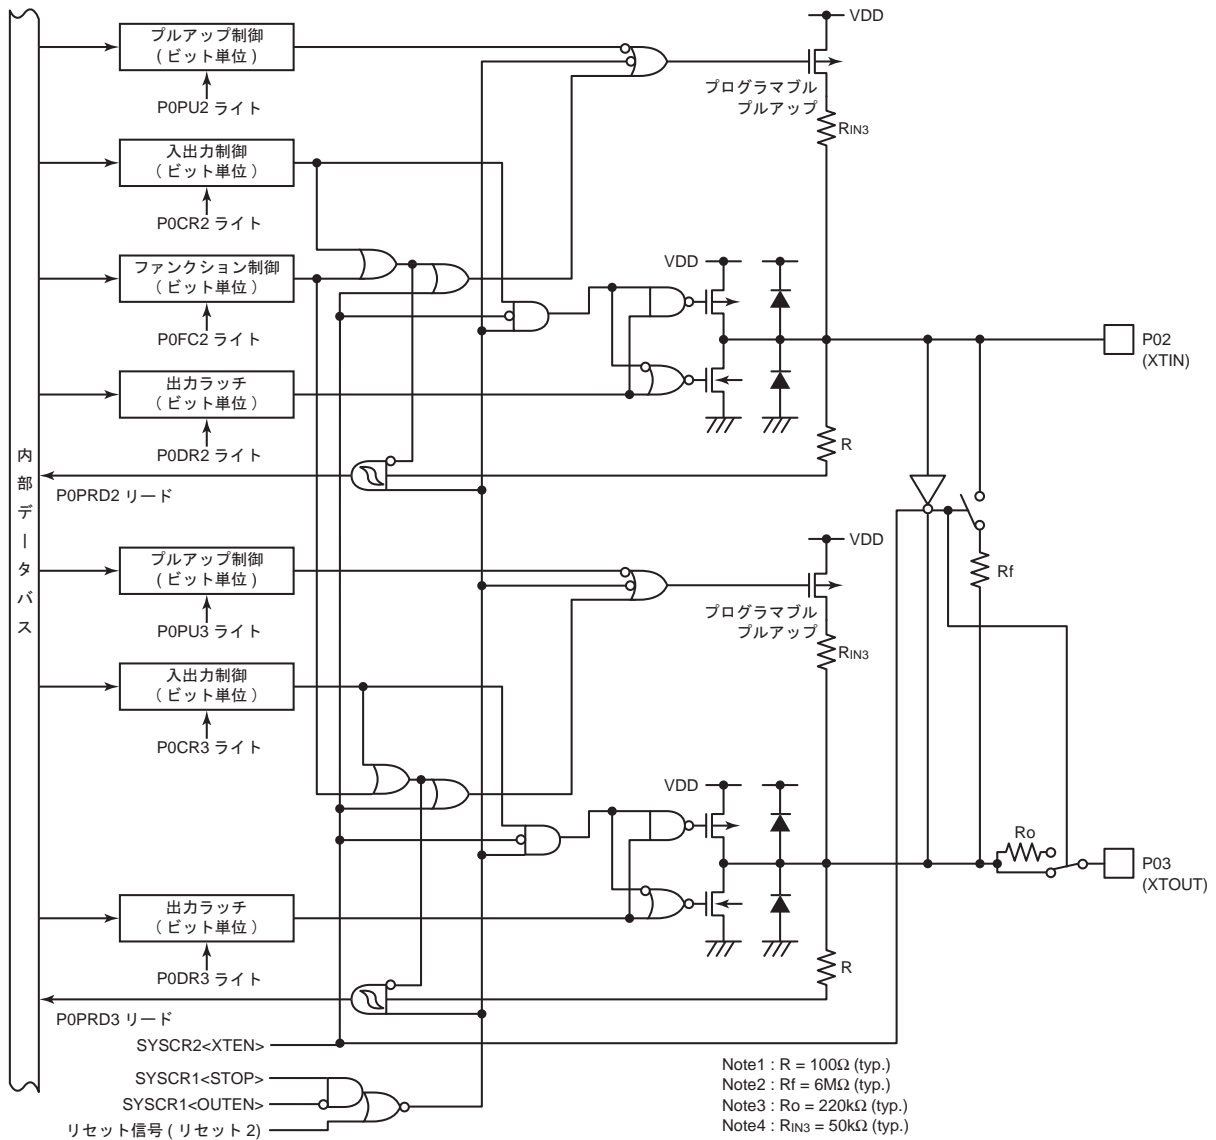 VDD
プルアップ制御
( ビット単位 )
P0PU2 ライト
プログラマブル
プルアップ
RIN3
入出力制御
( ビット単位 )
P0CR2 ライト
ファンクション制御
( ビット単位 )
P0FC2 ライト
VDD
P02
(XTIN)
出力ラッチ
( ビット単位 )
P0DR2 ライト
R
P0PRD2 リード
内部データバス
VDD
プルアップ制御
( ビット単位 )
P0PU3 ライト
プログラマブル
プルアップ
RIN3
Rf
入出力制御
( ビット単位 )
P0CR3 ライト
VDD
Ro
P03
(XTOUT)
出力ラッチ
( ビット単位 )
P0DR3 ライト
R
P0PRD3 リード
SYSCR2<XTEN>
SYSCR1<STOP>
SYSCR1<OUTEN>
リセット信号 ( リセット 2)
Note1 : R = 100Ω (typ.)
Note2 : Rf = 6MΩ (typ.)
Note3 : Ro = 220kΩ (typ.)
Note4 : RIN3 = 50kΩ (typ.)